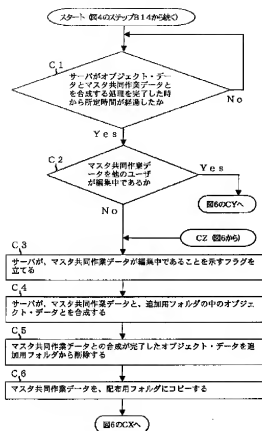 スタート (図4のステップB14から続く)
C1
サーバがオブジェクト・デー
タとマスタ共同作業データと
を合成する処理を完了した時
から所定時間が経過したか
No
Yes
C2
マスタ共同作業デー
タを他のユーザ
が編集中であるか
Yes
No
図6のCYへ
CZ (図6から)
C3
サーバが、マスタ共同作業データが編集中であることを示すフラグを
立てる
C4
サーバが、マスタ共同作業データと、追加用フォルダの中のオブジェ
クト・データとを合成する
C5
マスタ共同作業データとの合成が完了したオブジェクト・データを追
加用フォルダから削除する
C6
マスタ共同作業データを、配布用フォルダにコピーする
図6のCXへ